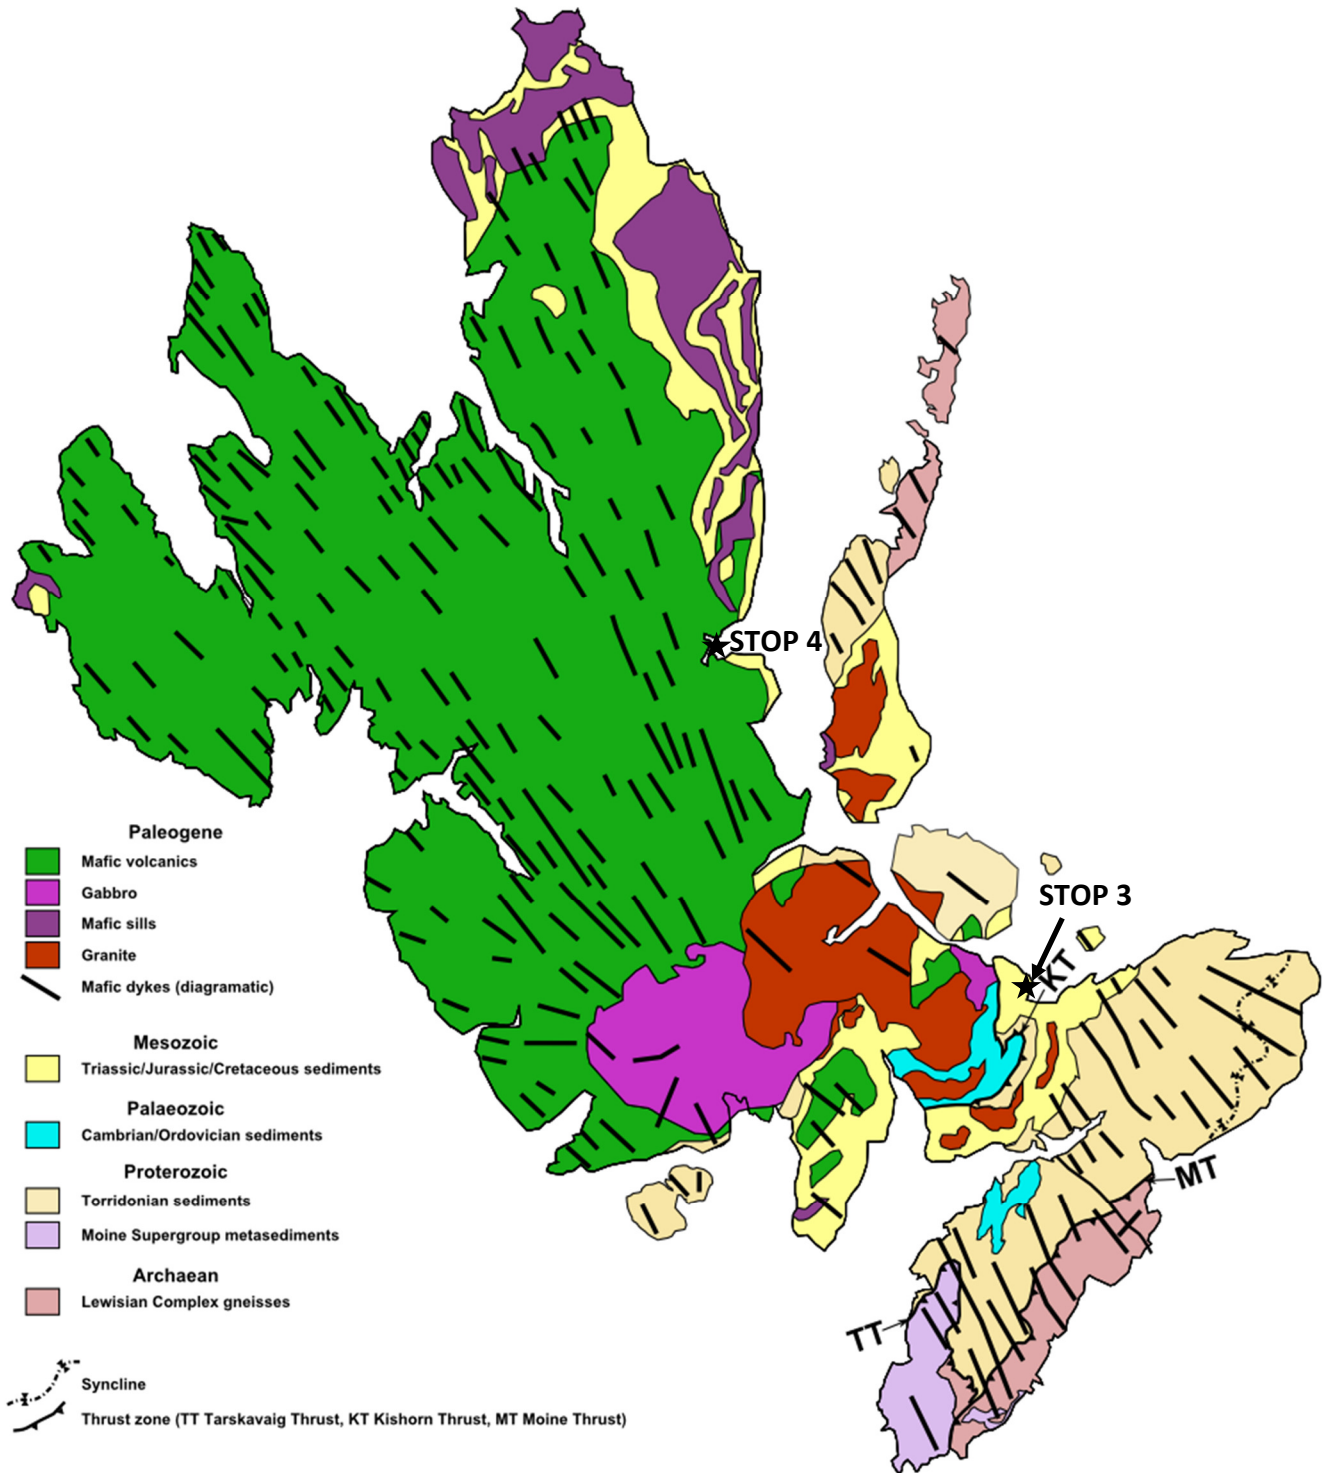 STOP 4
STOP 3
KT
MT
TT
Paleogene
Mafic volcanics
Gabbro
Mafic sills
Granite
Mafic dykes (diagramatic)
Mesozoic
Triassic/Jurassic/Cretaceous sediments
Palaeozoic
Cambrian/Ordovician sediments
Proterozoic
Torridonian sediments
Moine Supergroup metasediments
Archaean
Lewisian Complex gneisses
Syncline
Thrust zone (TT Tarskavaig Thrust, KT Kishorn Thrust, MT Moine Thrust)